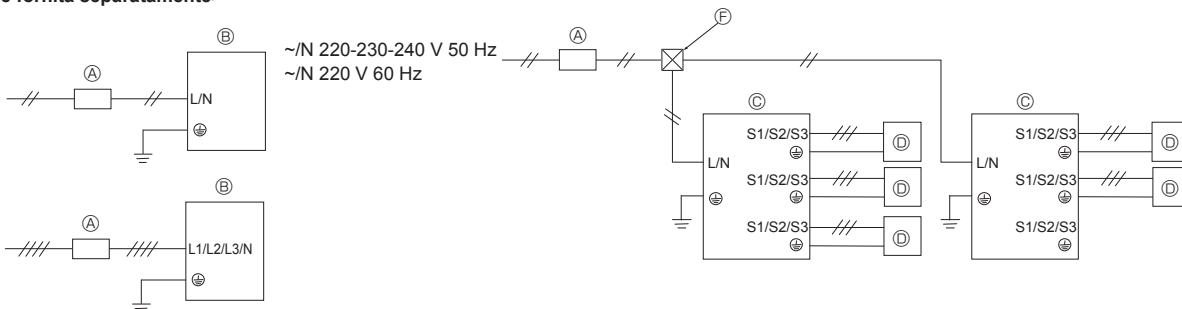 e fornita separatamente
~/N 220-230-240 V 50 Hz
~/N 220 V 60 Hz
Ⓐ
Ⓑ
L/N
Ⓐ
Ⓑ
L1/L2/L3/N
Ⓐ
Ⓕ
Ⓒ
L/N
S1/S2/S3
Ⓓ
S1/S2/S3
Ⓓ
S1/S2/S3
Ⓓ
Ⓒ
L/N
S1/S2/S3
Ⓓ
S1/S2/S3
Ⓓ
S1/S2/S3